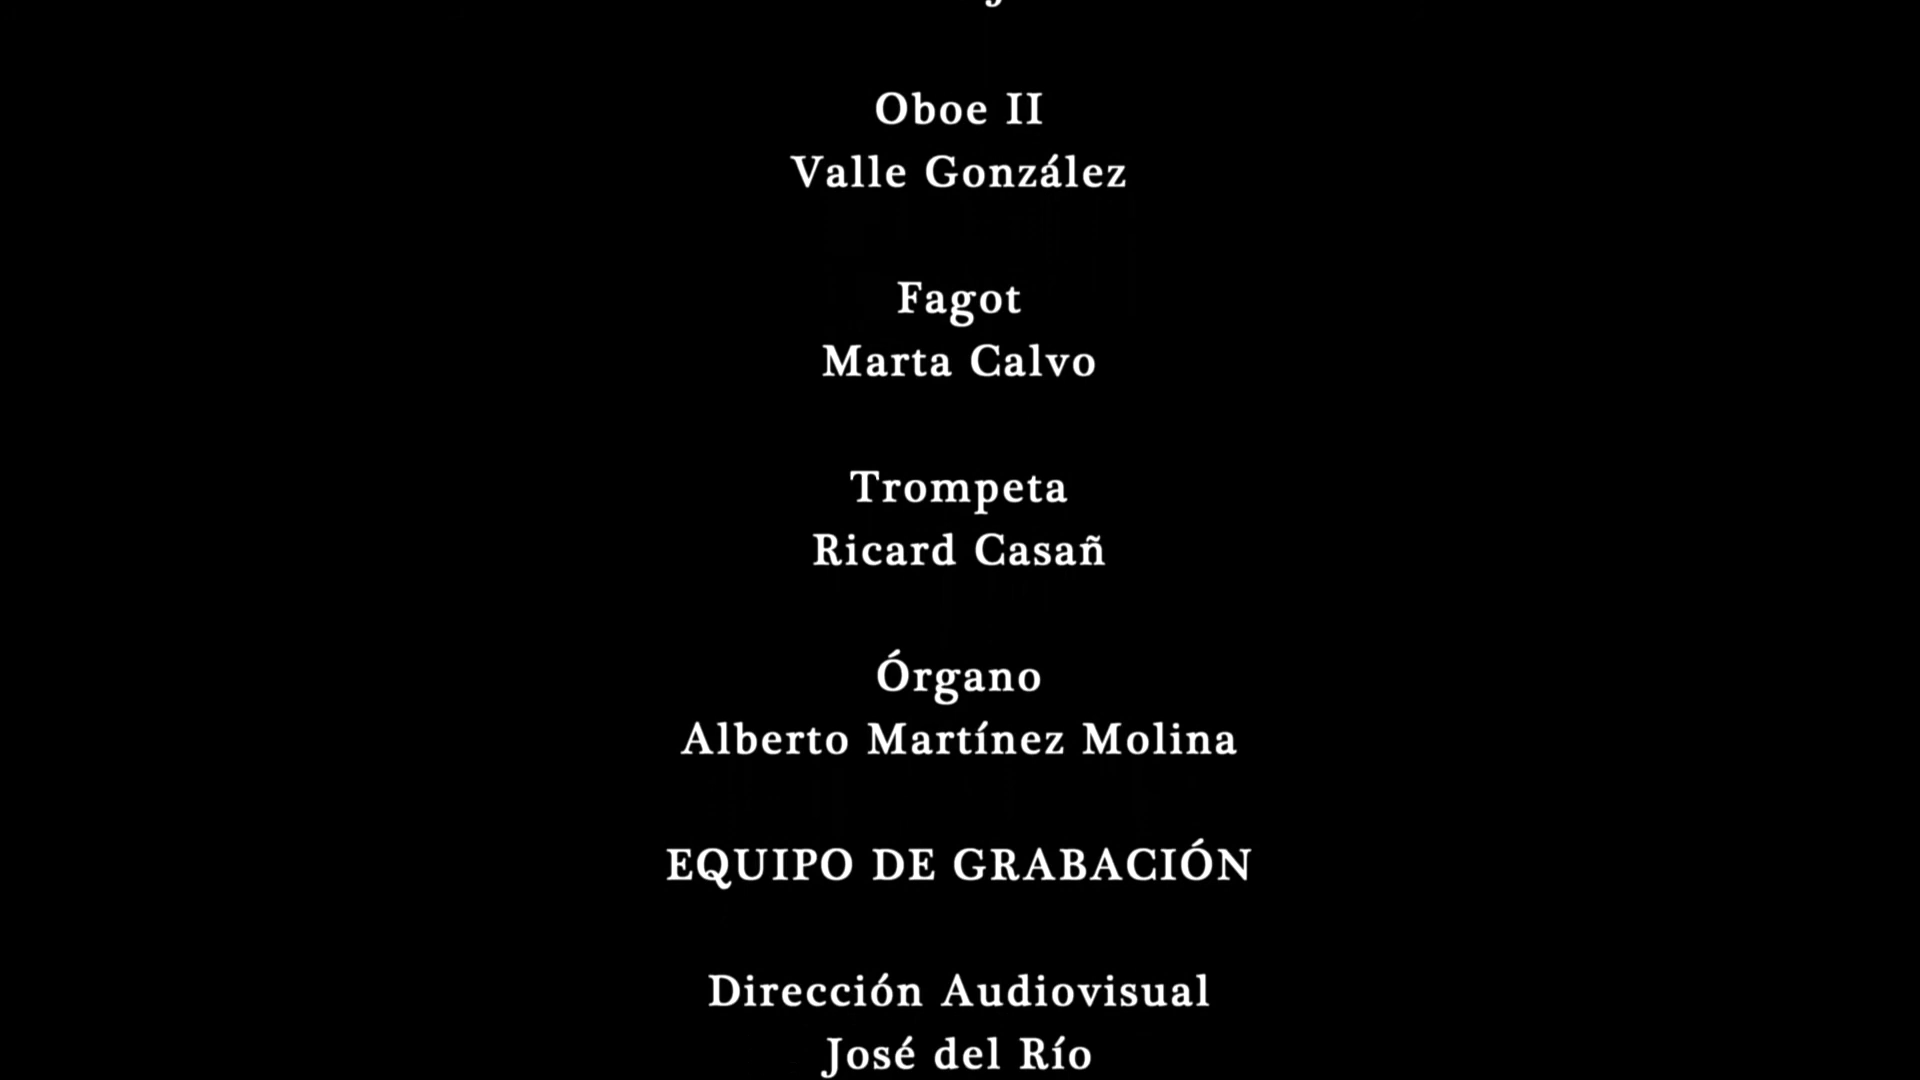 Oboe II
Valle González
Fagot
Marta Calvo
Trompeta
Ricard Casañ
Órgano
Alberto Martínez Molina
EQUIPO DE GRABACIÓN
Dirección Audiovisual
José del Río